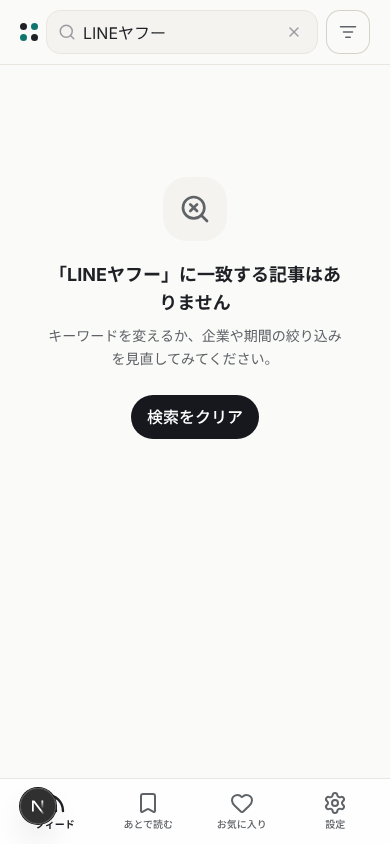 LINEヤフー
「LINEヤフー」に一致する記事はあ
りません
キーワードを変えるか、企業や期間の絞り込み
を見直してみてください。
検索をクリア
N
フィード
あとで読む
お気に入り
設定